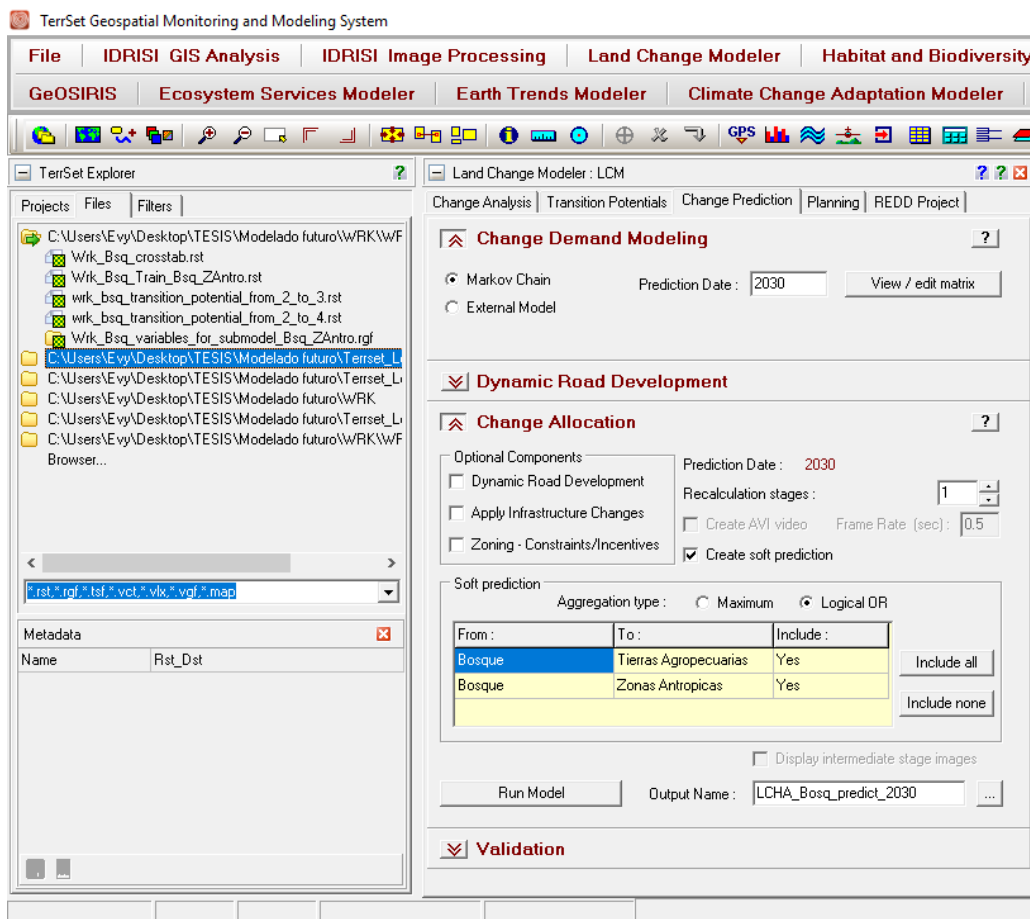 TerrSet Geospatial Monitoring and Modeling System
File IDRISI GIS Analysis IDRISI Image Processing Land Change Modeler Habitat and Biodiversity
GeOSIRIS Ecosystem Services Modeler Earth Trends Modeler Climate Change Adaptation Modeler
GPS
TerrSet Explorer ?
Projects Files Filters
C:\Users\Evy\Desktop\TESIS\Modelado futuro\WRK\WF
Wrk_Bsq_crosstab.rst
Wrk_Bsq_Train_Bsq_ZAntro.rst
wrk_bsq_transition_potential_from_2_to_3.rst
wrk_bsq_transition_potential_from_2_to_4.rst
Wrk_Bsq_variables_for_submodel_Bsq_ZAntro.rgf
C:\Users\Evy\Desktop\TESIS\Modelado futuro\Terrset_L
C:\Users\Evy\Desktop\TESIS\Modelado futuro\Terrset_L
C:\Users\Evy\Desktop\TESIS\Modelado futuro\WRK
C:\Users\Evy\Desktop\TESIS\Modelado futuro\Terrset_L
C:\Users\Evy\Desktop\TESIS\Modelado futuro\WRK\WF
Browser...
*.rst,*.rgf,*.tsf,*.vct,*.vlx,*.vgf,*.map
Metadata
Name Rst_Dst
Land Change Modeler : LCM ? ?
Change Analysis Transition Potentials Change Prediction Planning REDD Project
Change Demand Modeling ?
Markov Chain Prediction Date : 2030 View / edit matrix
External Model
Dynamic Road Development
Change Allocation ?
Optional Components
Dynamic Road Development
Apply Infrastructure Changes
Zoning - Constraints/Incentives
Prediction Date : 2030
Recalculation stages : 1
Create AVI video Frame Rate (sec) : 0.5
Create soft prediction
Soft prediction
Aggregation type : Maximum Logical OR
From : To : Include :
Bosque Tierras Agropecuarias Yes
Bosque Zonas Antropicas Yes
Include all
Include none
Display intermediate stage images
Run Model Output Name : LCHA_Bosq_predict_2030 ...
Validation